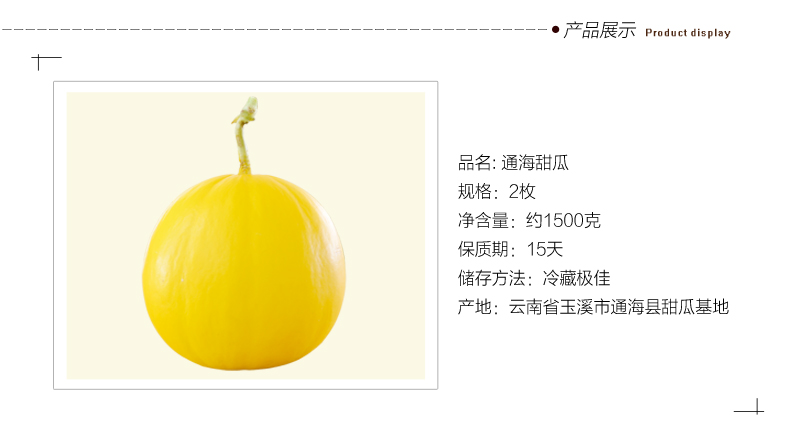 产品展示 Product display
品名: 通海甜瓜
规格：2枚
净含量：约1500克
保质期：15天
储存方法：冷藏极佳
产地：云南省玉溪市通海县甜瓜基地